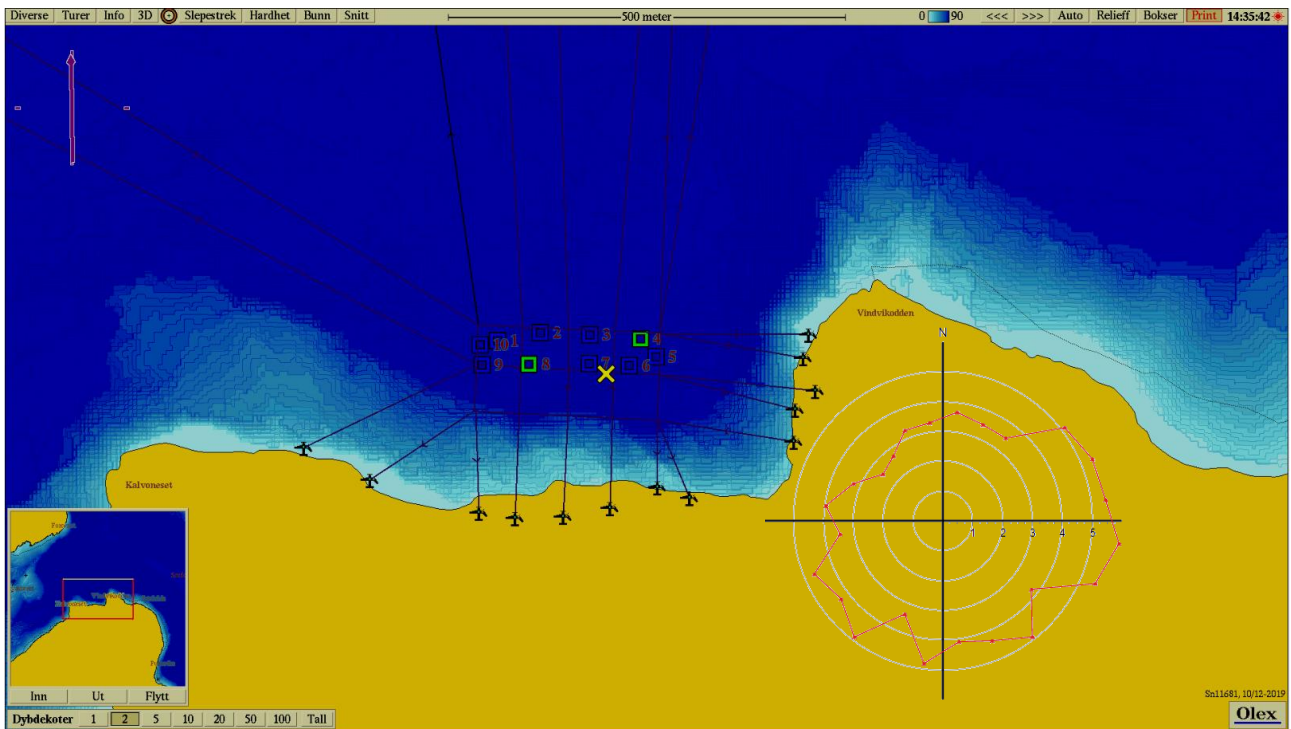 Diverse Turer Info 3D Slepestrek Hardhet Bunn Snitt 500 meter 0 90 <<< >>> Auto Relieff Bokser Print 14:35:42
Vindvikodden
10 1 2 3 4
9 8 7 6 5
N
Kalvoneset
1 2 3 4 5
Inn Ut Flytt
Sn11681, 10/12-2019
Dybdekoter 1 2 5 10 20 50 100 Tall
Olex